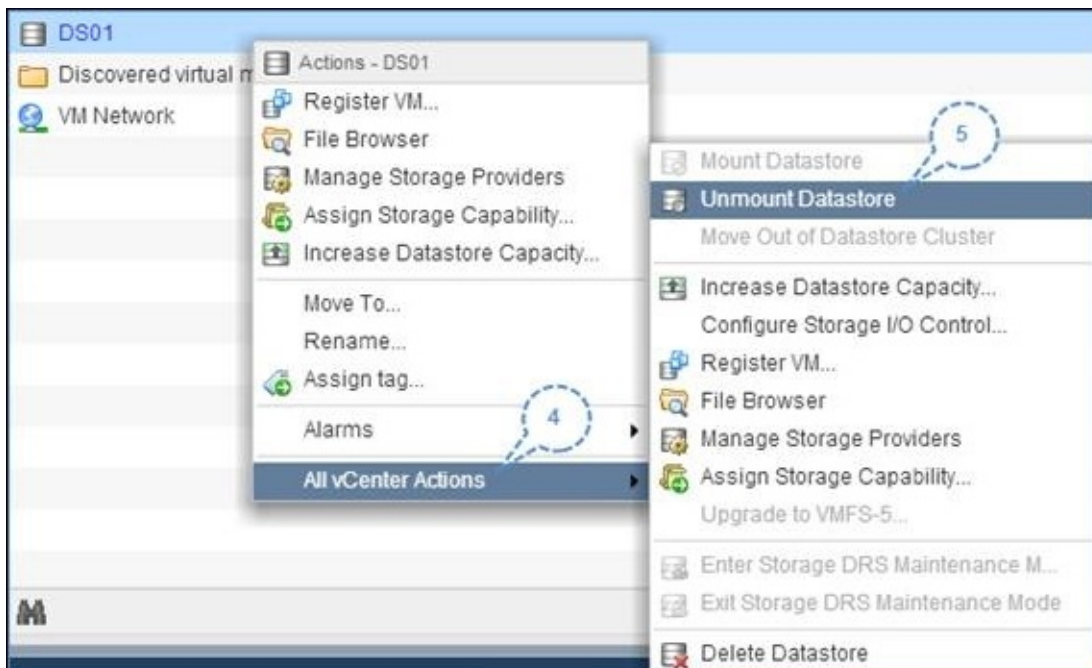 DS01
Discovered virtual m
VM Network
Actions - DS01
Register VM...
File Browser
Manage Storage Providers
Assign Storage Capability...
Increase Datastore Capacity...
Move To...
Rename...
Assign tag...
Alarms
4
All vCenter Actions
5
Mount Datastore
Unmount Datastore
Move Out of Datastore Cluster
Increase Datastore Capacity...
Configure Storage I/O Control...
Register VM...
File Browser
Manage Storage Providers
Assign Storage Capability...
Upgrade to VMFS-5...
Enter Storage DRS Maintenance M...
Exit Storage DRS Maintenance Mode
Delete Datastore